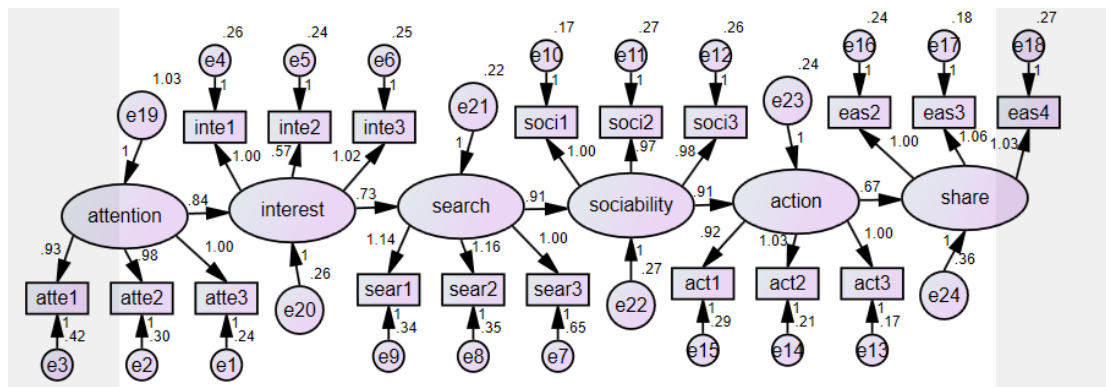 .26 .24 .25 .17 .27 .26 .24 .18 .27
e4 e5 e6 e10 e11 e12 e16 e17 e18
1.03 .22 .24
1 1 1 1 1 1 1 1 1
e19 e21 e23
inte1 inte2 inte3 soci1 soci2 soci3 eas2 eas3 eas4
1 1.00 .57 1.02 1 1.00 .97 .98 1 1.00 1.06 1.03
attention .84 interest .73 search .91 sociability .91 action .67 share
.93 .98 1.00 1 1.14 1.16 1.00 1 .92 1.03 1.00 1
.26 .27 .36
atte1 atte2 atte3 e20 sear1 sear2 sear3 e22 act1 act2 act3 e24
1 1 1 1 1 1 1 1 1
.42 .30 .24 .34 .35 .65 .29 .21 .17
e3 e2 e1 e9 e8 e7 e15 e14 e13